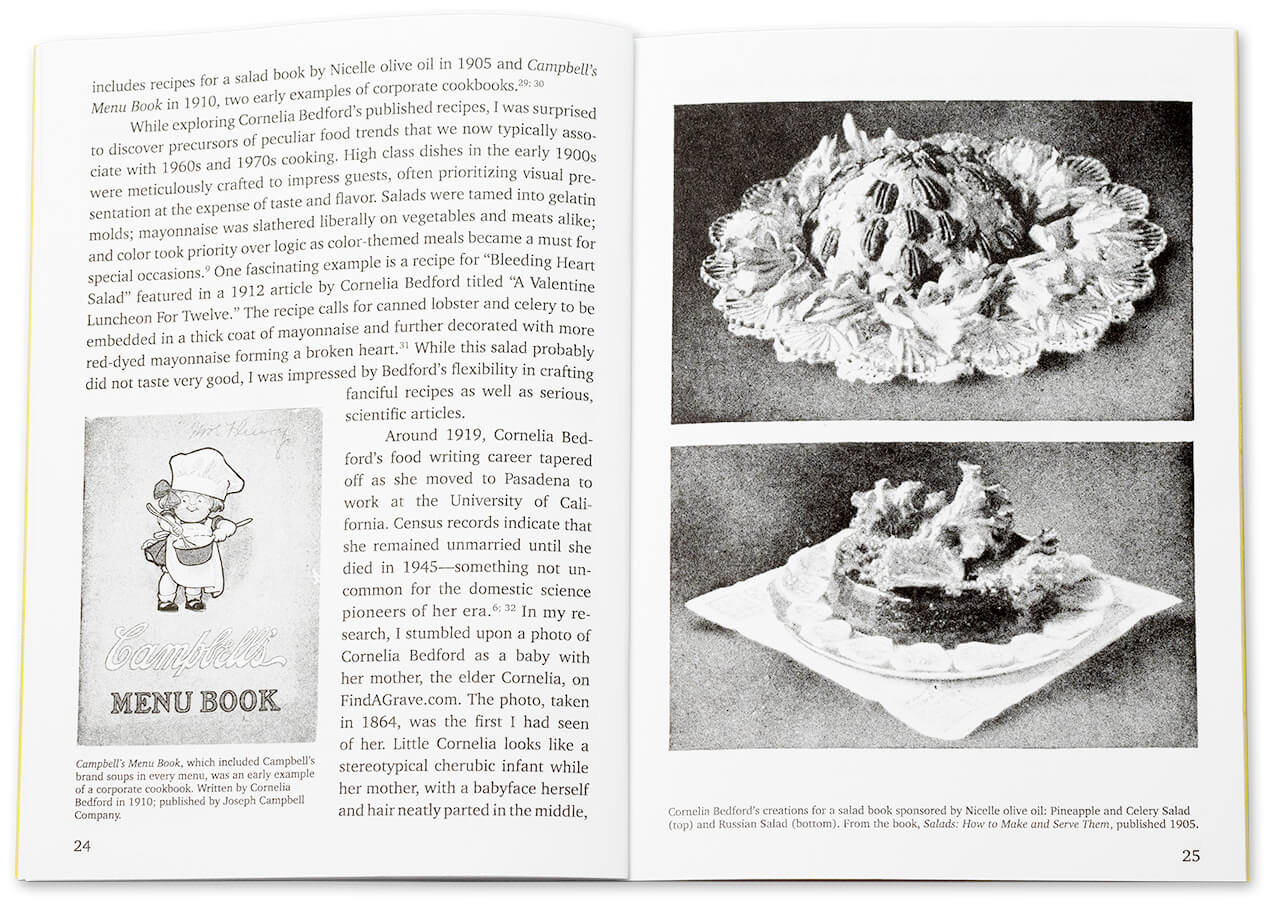 includes recipes for a salad book by Nicelle olive oil in 1905 and Campbell's
Menu Book in 1910, two early examples of corporate cookbooks.29; 30
While exploring Cornelia Bedford's published recipes, I was surprised
to discover precursors of peculiar food trends that we now typically asso-
ciate with 1960s and 1970s cooking. High class dishes in the early 1900s
were meticulously crafted to impress guests, often prioritizing visual pre-
sentation at the expense of taste and flavor. Salads were tamed into gelatin
molds; mayonnaise was slathered liberally on vegetables and meats alike;
and color took priority over logic as color-themed meals became a must for
special occasions.9 One fascinating example is a recipe for “Bleeding Heart
Salad” featured in a 1912 article by Cornelia Bedford titled “A Valentine
Luncheon For Twelve.” The recipe calls for canned lobster and celery to be
embedded in a thick coat of mayonnaise and further decorated with more
red-dyed mayonnaise forming a broken heart.31 While this salad probably
did not taste very good, I was impressed by Bedford's flexibility in crafting
fanciful recipes as well as serious,
scientific articles.
Around 1919, Cornelia Bed-
ford's food writing career tapered
off as she moved to Pasadena to
work at the University of Cali-
fornia. Census records indicate that
she remained unmarried until she
died in 1945—something not un-
common for the domestic science
pioneers of her era.6; 32 In my re-
search, I stumbled upon a photo of
Cornelia Bedford as a baby with
her mother, the elder Cornelia, on
FindAGrave.com. The photo, taken
in 1864, was the first I had seen
of her. Little Cornelia looks like a
stereotypical cherubic infant while
her mother, with a babyface herself
and hair neatly parted in the middle,
Campbell's
MENU BOOK
Campbell's Menu Book, which included Campbell's
brand soups in every menu, was an early example
of a corporate cookbook. Written by Cornelia
Bedford in 1910; published by Joseph Campbell
Company.
24
Cornelia Bedford's creations for a salad book sponsored by Nicelle olive oil: Pineapple and Celery Salad
(top) and Russian Salad (bottom). From the book, Salads: How to Make and Serve Them, published 1905.
25